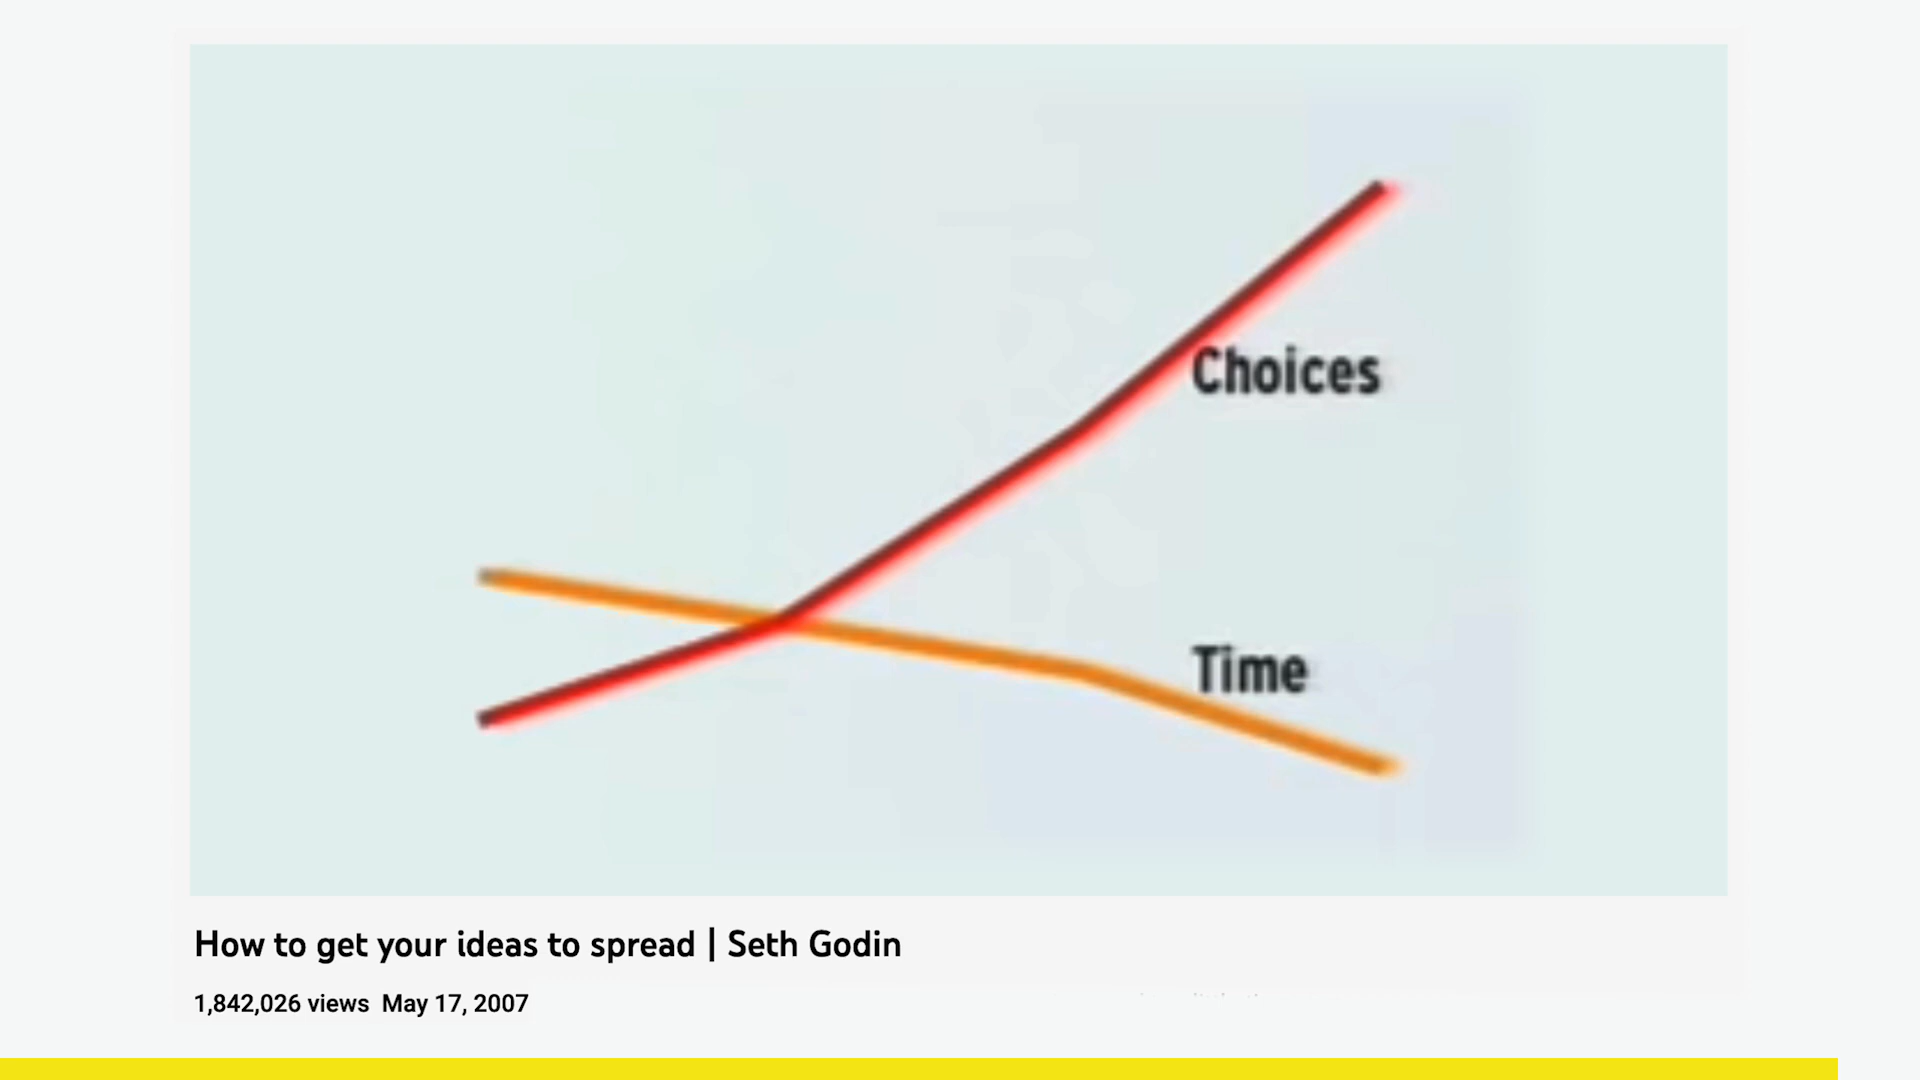 Choices
Time
How to get your ideas to spread | Seth Godin
1,842,026 views May 17, 2007